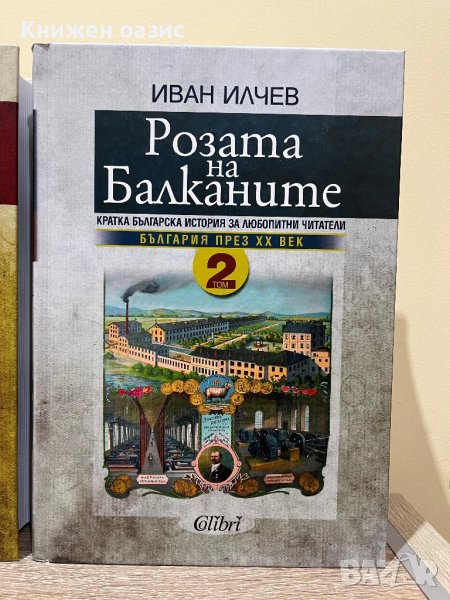 Книжен оазис
ИВАН ИЛЧЕВ
Розата
на
Балканите
КРАТКА БЪЛГАРСКА ИСТОРИЯ ЗА ЛЮБОПИТНИ ЧИТАТЕЛИ
БЪЛГАРИЯ ПРЕЗ XX ВЕК
2
ТОМ
Colibri
BAZAR